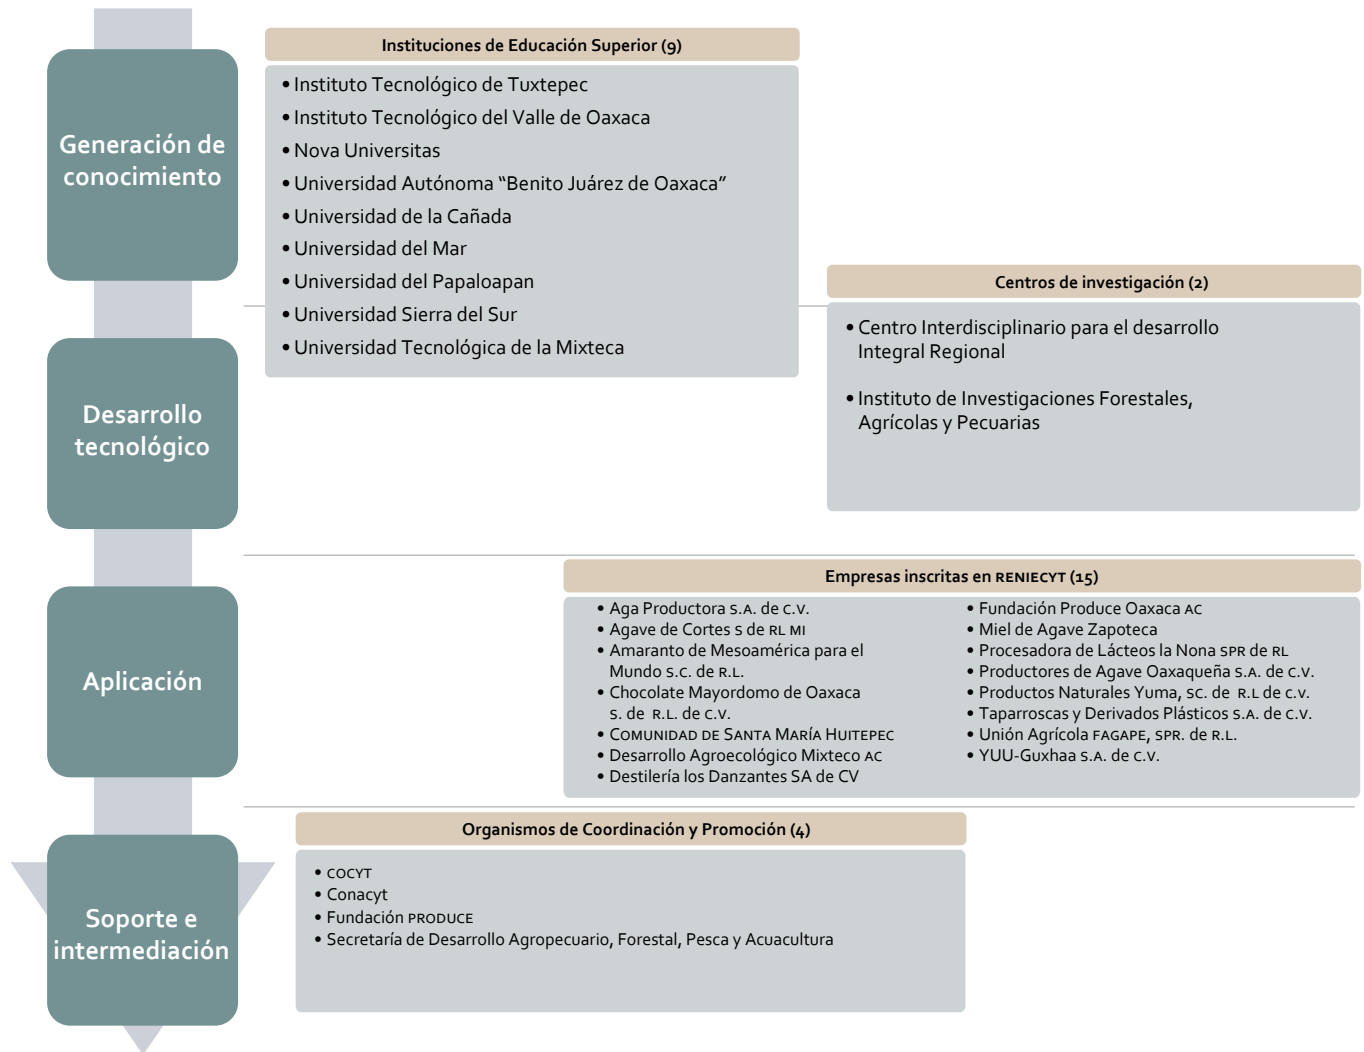 Generación de
conocimiento
Instituciones de Educación Superior (9)
• Instituto Tecnológico de Tuxtepec
• Instituto Tecnológico del Valle de Oaxaca
• Nova Universitas
• Universidad Autónoma “Benito Juárez de Oaxaca”
• Universidad de la Cañada
• Universidad del Mar
• Universidad del Papaloapan
• Universidad Sierra del Sur
• Universidad Tecnológica de la Mixteca
Centros de investigación (2)
• Centro Interdisciplinario para el desarrollo
Integral Regional
• Instituto de Investigaciones Forestales,
Agrícolas y Pecuarias
Desarrollo
tecnológico
Aplicación
Empresas inscritas en RENIECYT (15)
• Aga Productora S.A. de C.V.
• Agave de Cortes S de RL MI
• Amaranto de Mesoamérica para el
Mundo S.C. de R.L.
• Chocolate Mayordomo de Oaxaca
S. de R.L. de C.V.
• COMUNIDAD DE SANTA MARÍA HUITEPEC
• Desarrollo Agroecológico Mixteco AC
• Destilería los Danzantes SA de CV
• Fundación Produce Oaxaca AC
• Miel de Agave Zapoteca
• Procesadora de Lácteos la Nona SPR de RL
• Productores de Agave Oaxaqueña S.A. de C.V.
• Productos Naturales Yuma, SC. de R.L de C.V.
• Taparroscas y Derivados Plásticos S.A. de C.V.
• Unión Agrícola FAGAPE, SPR. de R.L.
• YUU-Guxhaa S.A. de C.V.
Soporte e
intermediación
Organismos de Coordinación y Promoción (4)
• COCYT
• Conacyt
• Fundación PRODUCE
• Secretaría de Desarrollo Agropecuario, Forestal, Pesca y Acuacultura